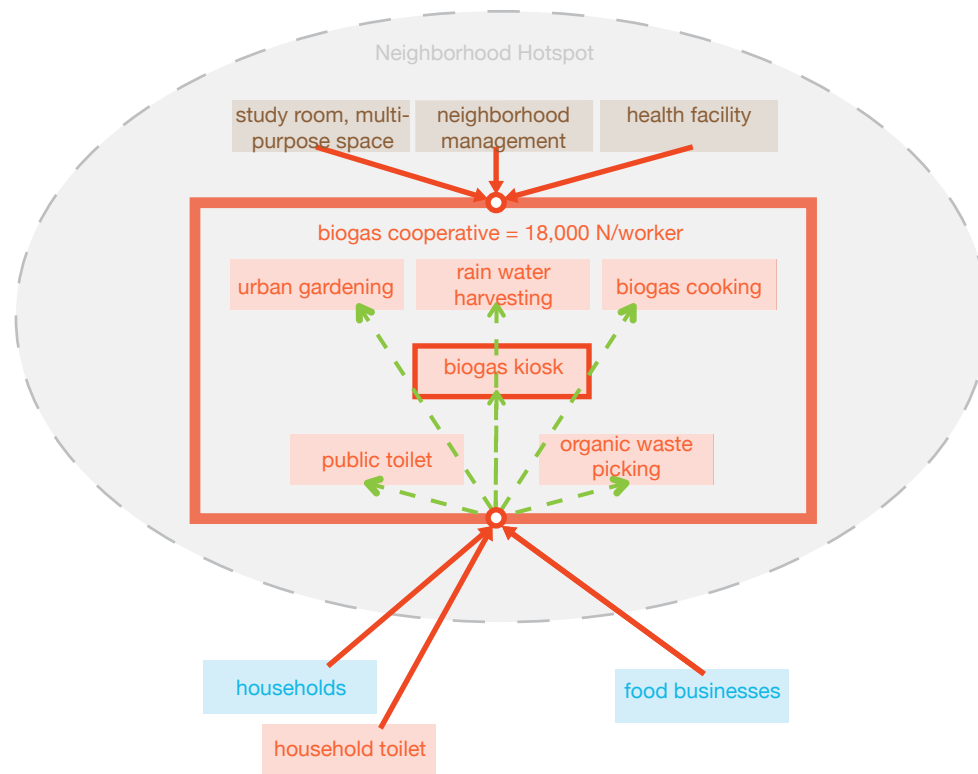 Neighborhood Hotspot
study room, multi-
purpose space
neighborhood
management
health facility
biogas cooperative = 18,000 N/worker
urban gardening
rain water
harvesting
biogas cooking
biogas kiosk
public toilet
organic waste
picking
households
food businesses
household toilet